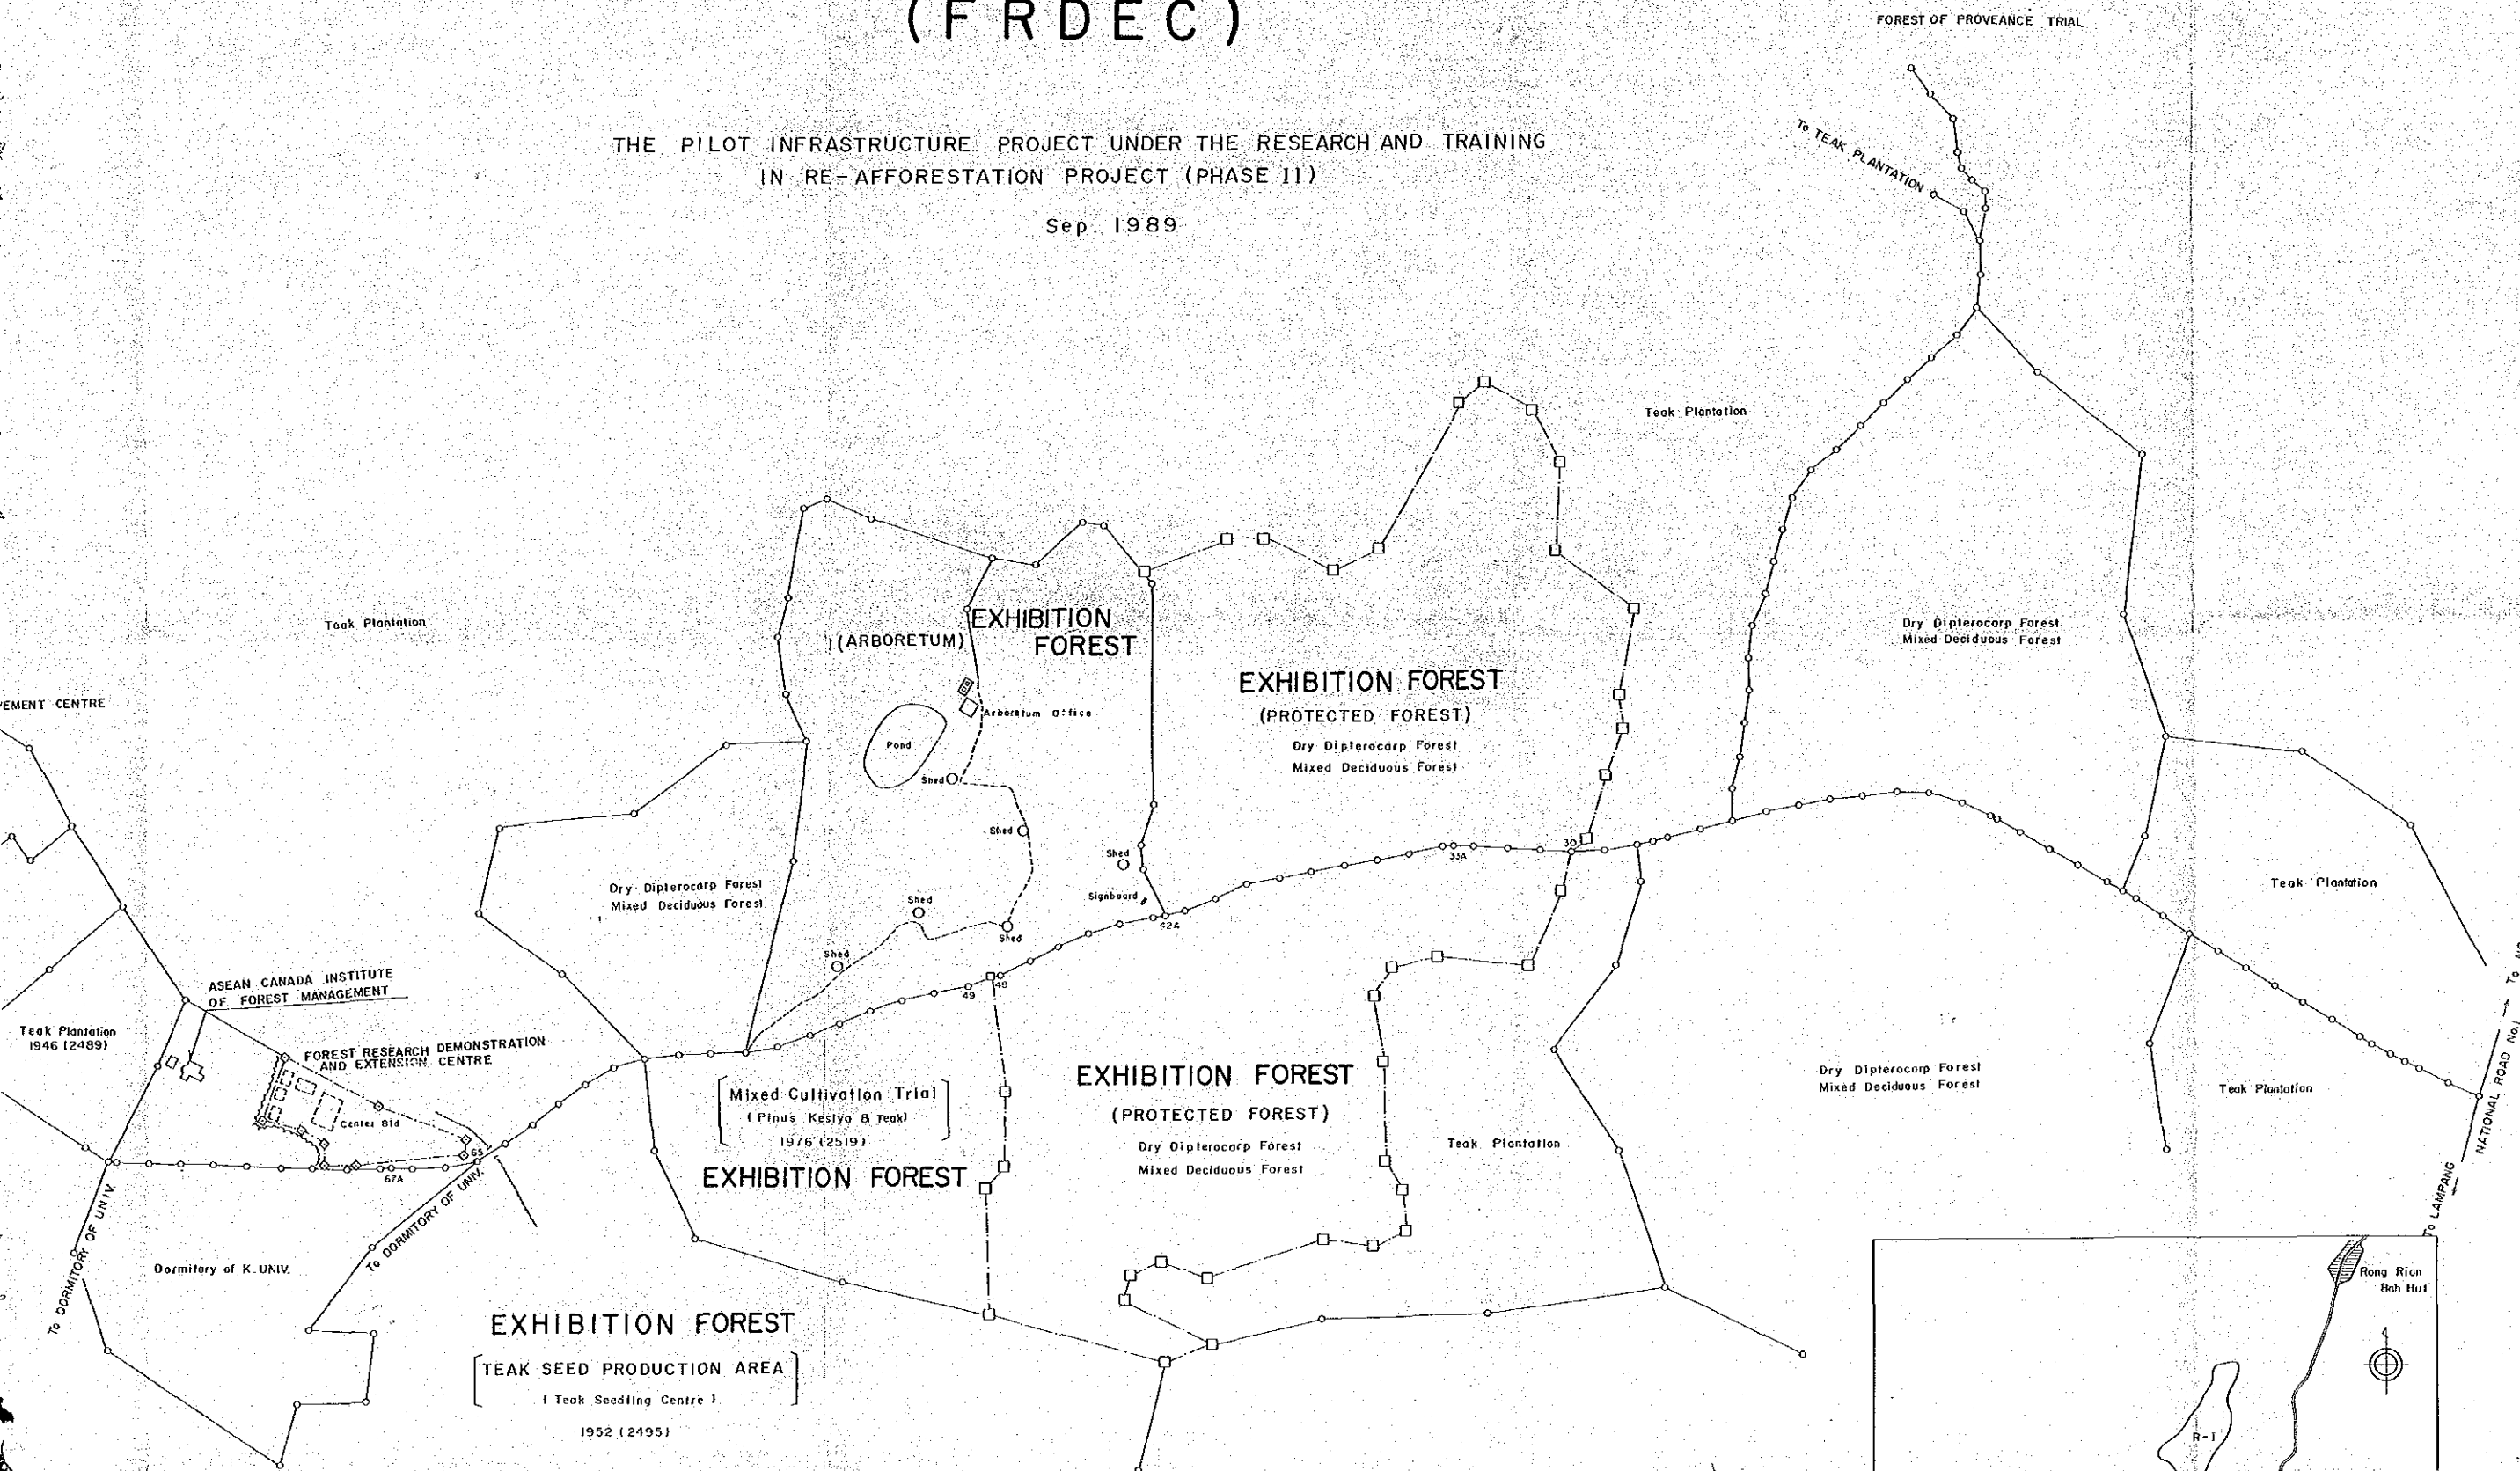 (FRDEC)
FOREST OF PROVEANCE TRIAL
THE PILOT INFRASTRUCTURE PROJECT UNDER THE RESEARCH AND TRAINING
IN RE-AFFORESTATION PROJECT (PHASE II)
Sep. 1989
To TEAK PLANTATION
Teak Plantation
Teak Plantation
EXHIBITION
FOREST
(ARBORETUM)
Dry Dipterocarp Forest
Mixed Deciduous Forest
EXHIBITION FOREST
(PROTECTED FOREST)
Dry Dipterocarp Forest
Mixed Deciduous Forest
EMENT CENTRE
Arboretum Office
Pond
Shed
Shed
Shed
30
33A
Dry Dipterocarp Forest
Mixed Deciduous Forest
Signboard
Shed
42A
Shed
Shed
Teak Plantation
ASEAN CANADA INSTITUTE
OF FOREST MANAGEMENT
48
49
Teak Plantation
1946 (2489)
FOREST RESEARCH DEMONSTRATION
AND EXTENSION CENTRE
Center Bld
65
67A
Mixed Cultivation Trial
(Pinus Kesiya & Teak)
1976 (2519)
EXHIBITION FOREST
EXHIBITION FOREST
(PROTECTED FOREST)
Dry Dipterocarp Forest
Mixed Deciduous Forest
Teak Plantation
Dry Dipterocarp Forest
Mixed Deciduous Forest
Teak Plantation
NATIONAL ROAD No.1
To LAMPANG
To DORMITORY OF UNIV.
To DORMITORY OF UNIV.
Dormitory of K.UNIV.
EXHIBITION FOREST
TEAK SEED PRODUCTION AREA
(Teak Seedling Centre)
1952 (2495)
Rong Rian
R-1